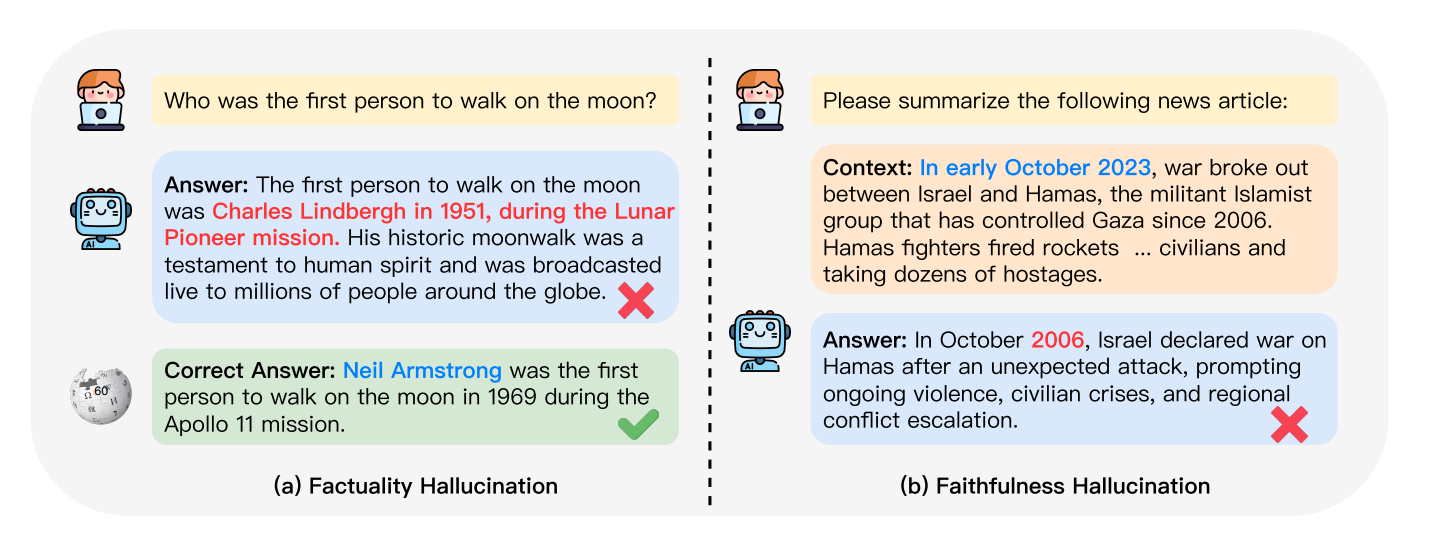 Who was the first person to walk on the moon?
Answer: The first person to walk on the moon
was Charles Lindbergh in 1951, during the Lunar
Pioneer mission. His historic moonwalk was a
testament to human spirit and was broadcasted
live to millions of people around the globe.
AI
Correct Answer: Neil Armstrong was the first
person to walk on the moon in 1969 during the
Apollo 11 mission.
60
Ω
(a) Factuality Hallucination
Please summarize the following news article:
Context: In early October 2023, war broke out
between Israel and Hamas, the militant Islamist
group that has controlled Gaza since 2006.
Hamas fighters fired rockets ... civilians and
taking dozens of hostages.
Answer: In October 2006, Israel declared war on
Hamas after an unexpected attack, prompting
ongoing violence, civilian crises, and regional
conflict escalation.
AI
(b) Faithfulness Hallucination